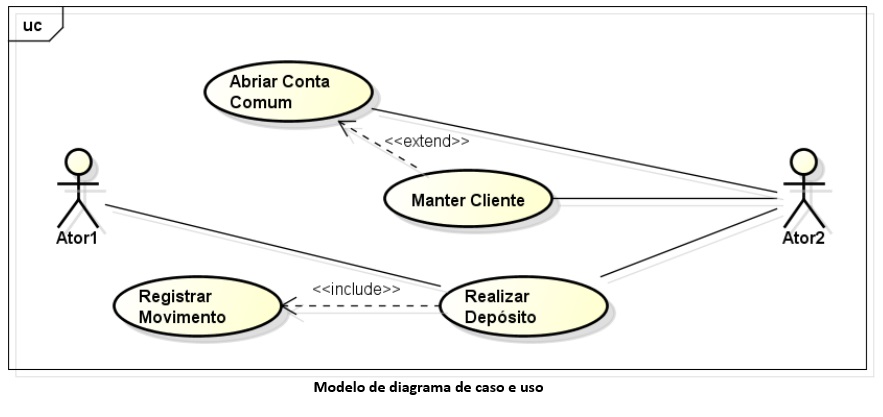 uc
Abriar Conta
Comum
<<extend>>
Manter Cliente
Ator1
Ator2
<<include>>
Registrar
Movimento
Realizar
Depósito
Modelo de diagrama de caso e uso